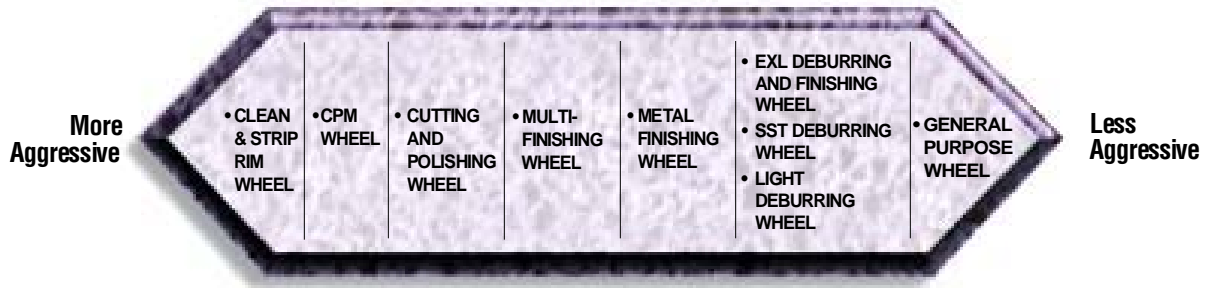 More
Aggressive
• CLEAN
& STRIP
RIM
WHEEL
• CPM
WHEEL
• CUTTING
AND
POLISHING
WHEEL
• MULTI-
FINISHING
WHEEL
• METAL
FINISHING
WHEEL
• EXL DEBURRING
AND FINISHING
WHEEL
• SST DEBURRING
WHEEL
• LIGHT
DEBURRING
WHEEL
• GENERAL
PURPOSE
WHEEL
Less
Aggressive